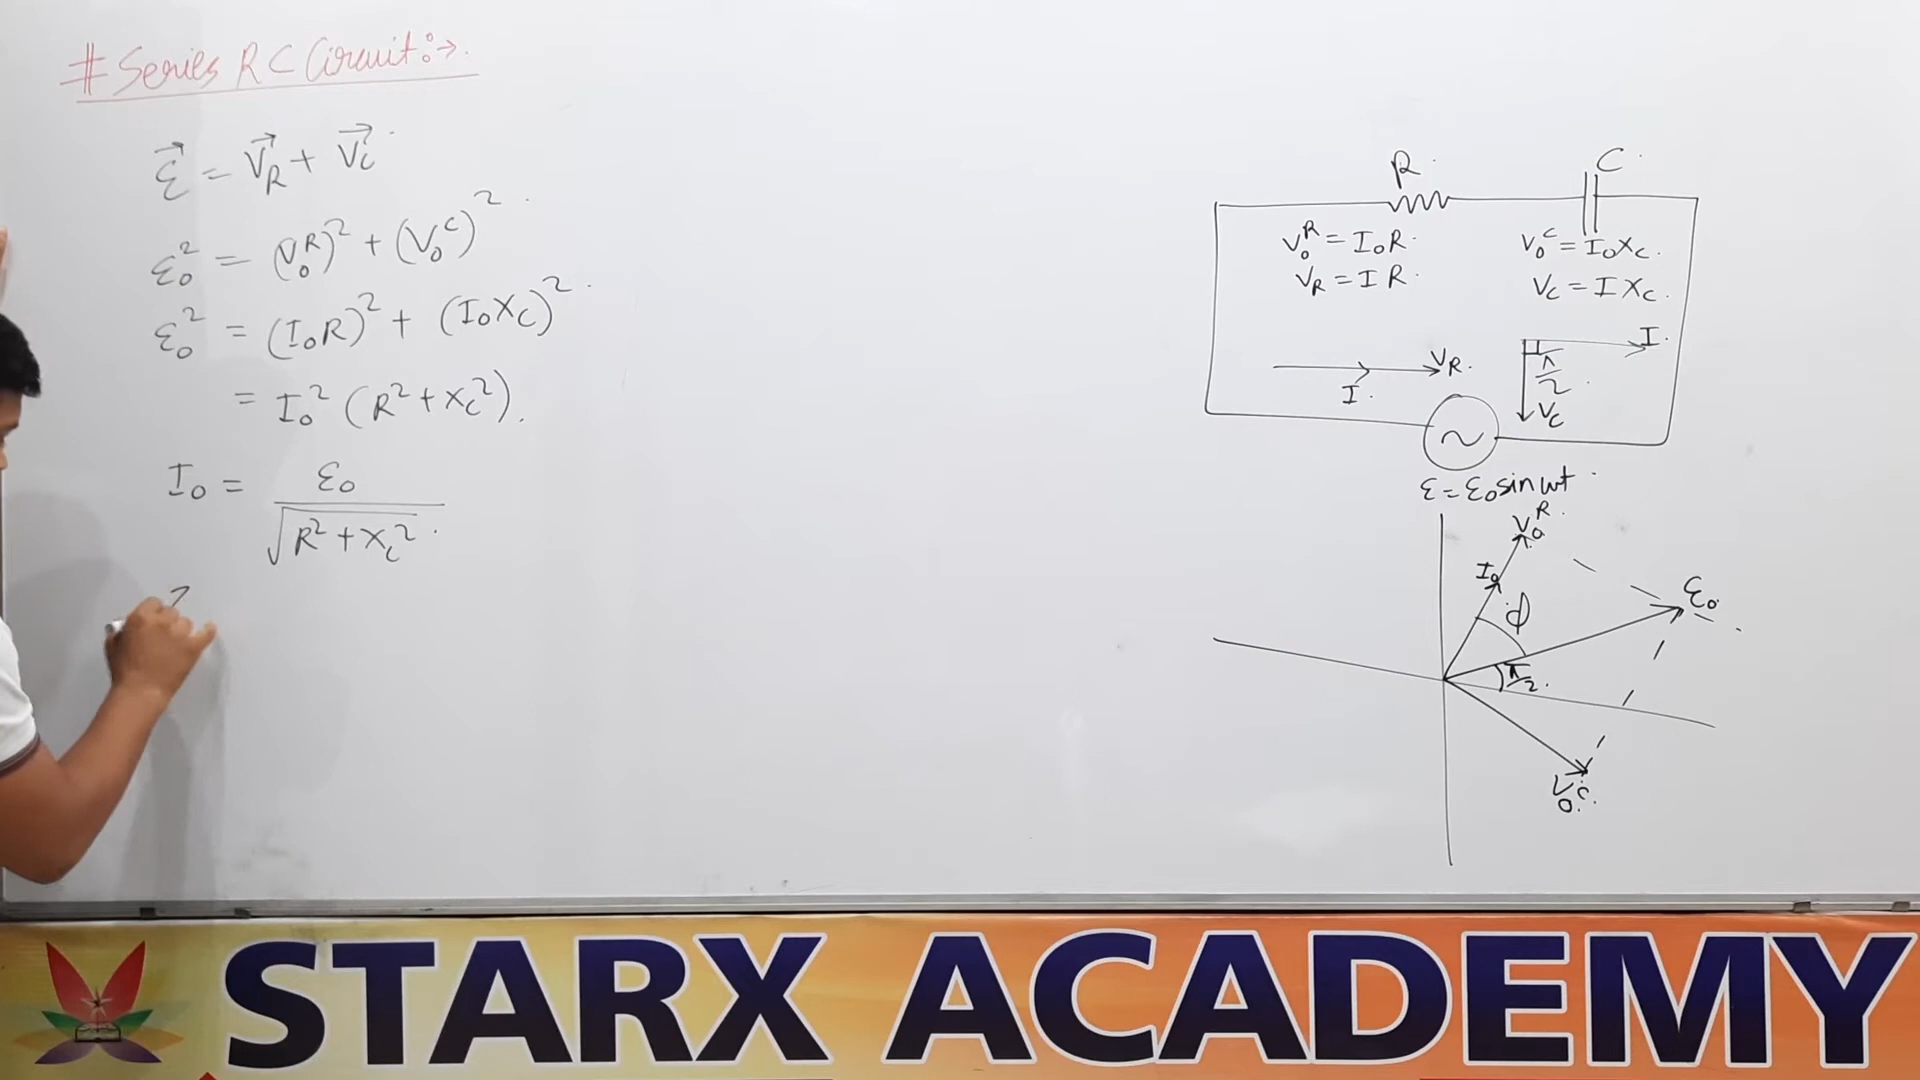 # Series RC Circuit :→.
ε⃗ = V⃗_R + V⃗_C
ε₀² = (V₀^R)² + (V₀^C)².
ε₀² = (I₀R)² + (I₀X_C)².
= I₀² (R² + X_C²).
I₀ = ε₀ / √(R² + X_C²).
Z
R. C.
V₀^R = I₀R. V₀^C = I₀X_C.
V_R = I R. V_C = I X_C.
I. V_R. I. π/2. V_C
~
ε = ε₀ sin ωt.
V₀^R.
I₀ ϕ ε₀.
π/2.
V₀^C.
STARX ACADEMY